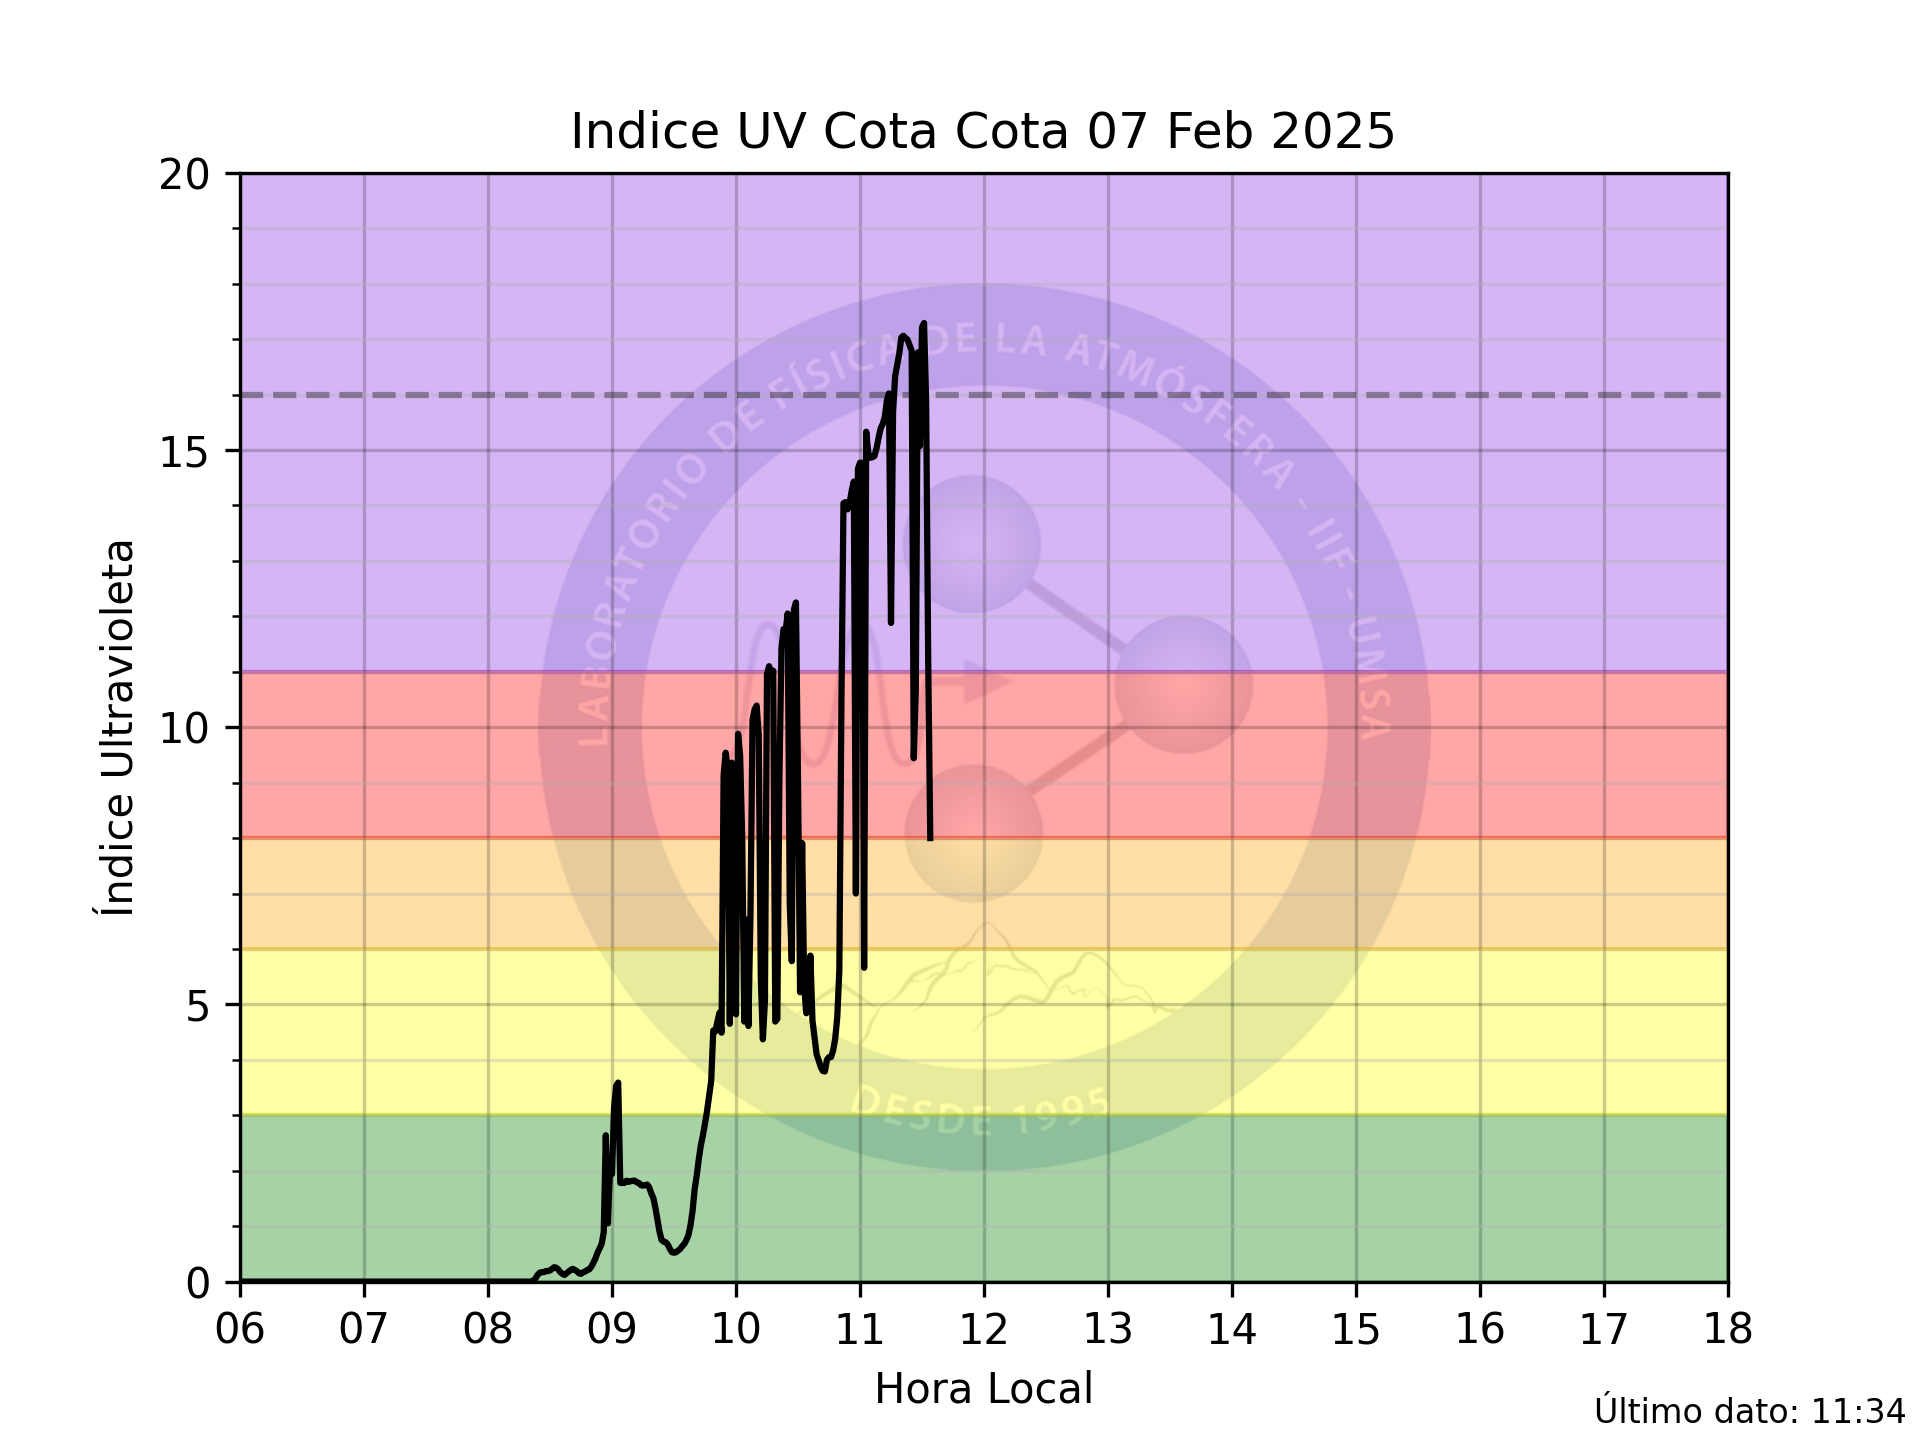 Indice UV Cota Cota 07 Feb 2025
20
15
10
5
0
Índice Ultravioleta
LABORATORIO DE FÍSICA DE LA ATMÓSFERA - IIF - UMSA
DESDE 1995
06 07 08 09 10 11 12 13 14 15 16 17 18
Hora Local
Último dato: 11:34